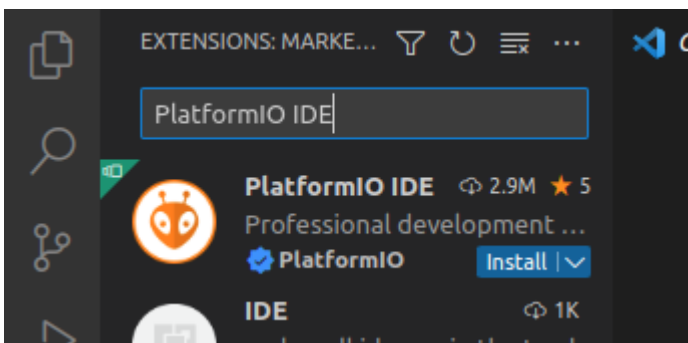 EXTENSIONS: MARKE...
PlatformIO IDE
PlatformIO IDE 2.9M 5
Professional development ...
PlatformIO Install
IDE 1K